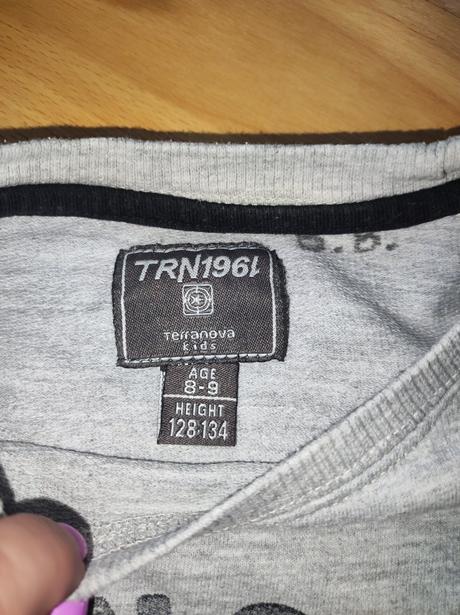 TRN1961
Terranova
kids
AGE
8-9
HEIGHT
128:134